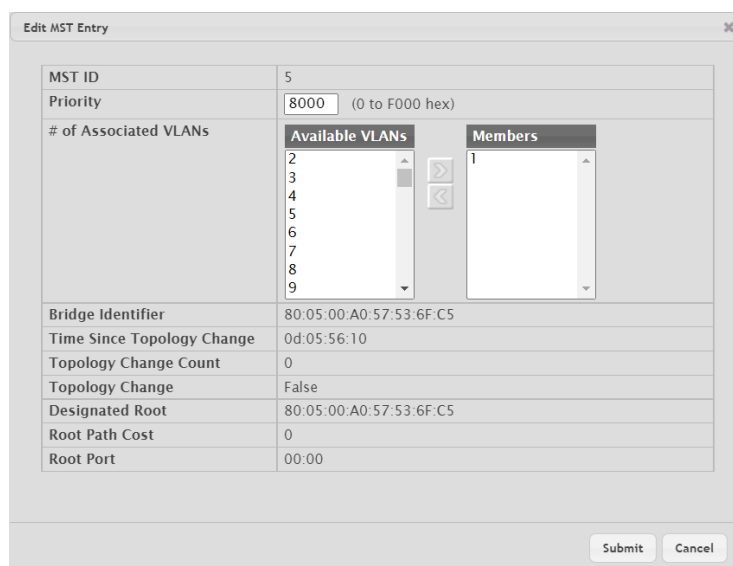 Edit MST Entry
MST ID 5
Priority 8000 (0 to F000 hex)
# of Associated VLANs Available VLANs Members
2 1
3
4
5
6
7
8
9
Bridge Identifier 80:05:00:A0:57:53:6F:C5
Time Since Topology Change 0d:05:56:10
Topology Change Count 0
Topology Change False
Designated Root 80:05:00:A0:57:53:6F:C5
Root Path Cost 0
Root Port 00:00
Submit Cancel